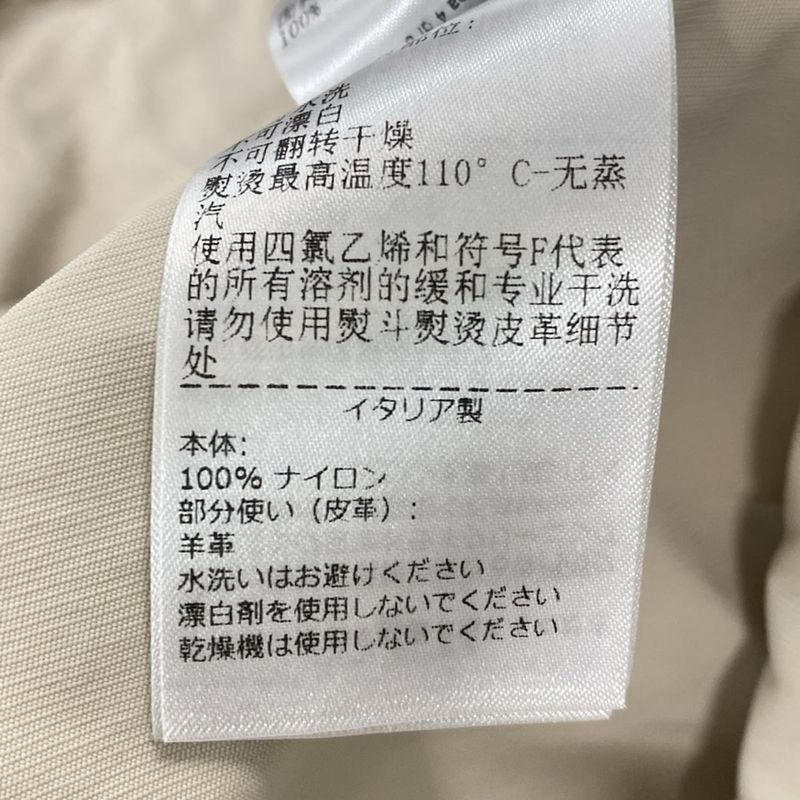 100%
水洗
不可漂白
不可翻转干燥
熨烫最高温度110°C-无蒸
汽
使用四氯乙烯和符号F代表
的所有溶剂的缓和专业干洗
请勿使用熨斗熨烫皮革细节
处
イタリア製
本体:
100% ナイロン
部分使い（皮革）:
羊革
水洗いはお避けください
漂白剤を使用しないでください
乾燥機は使用しないでください